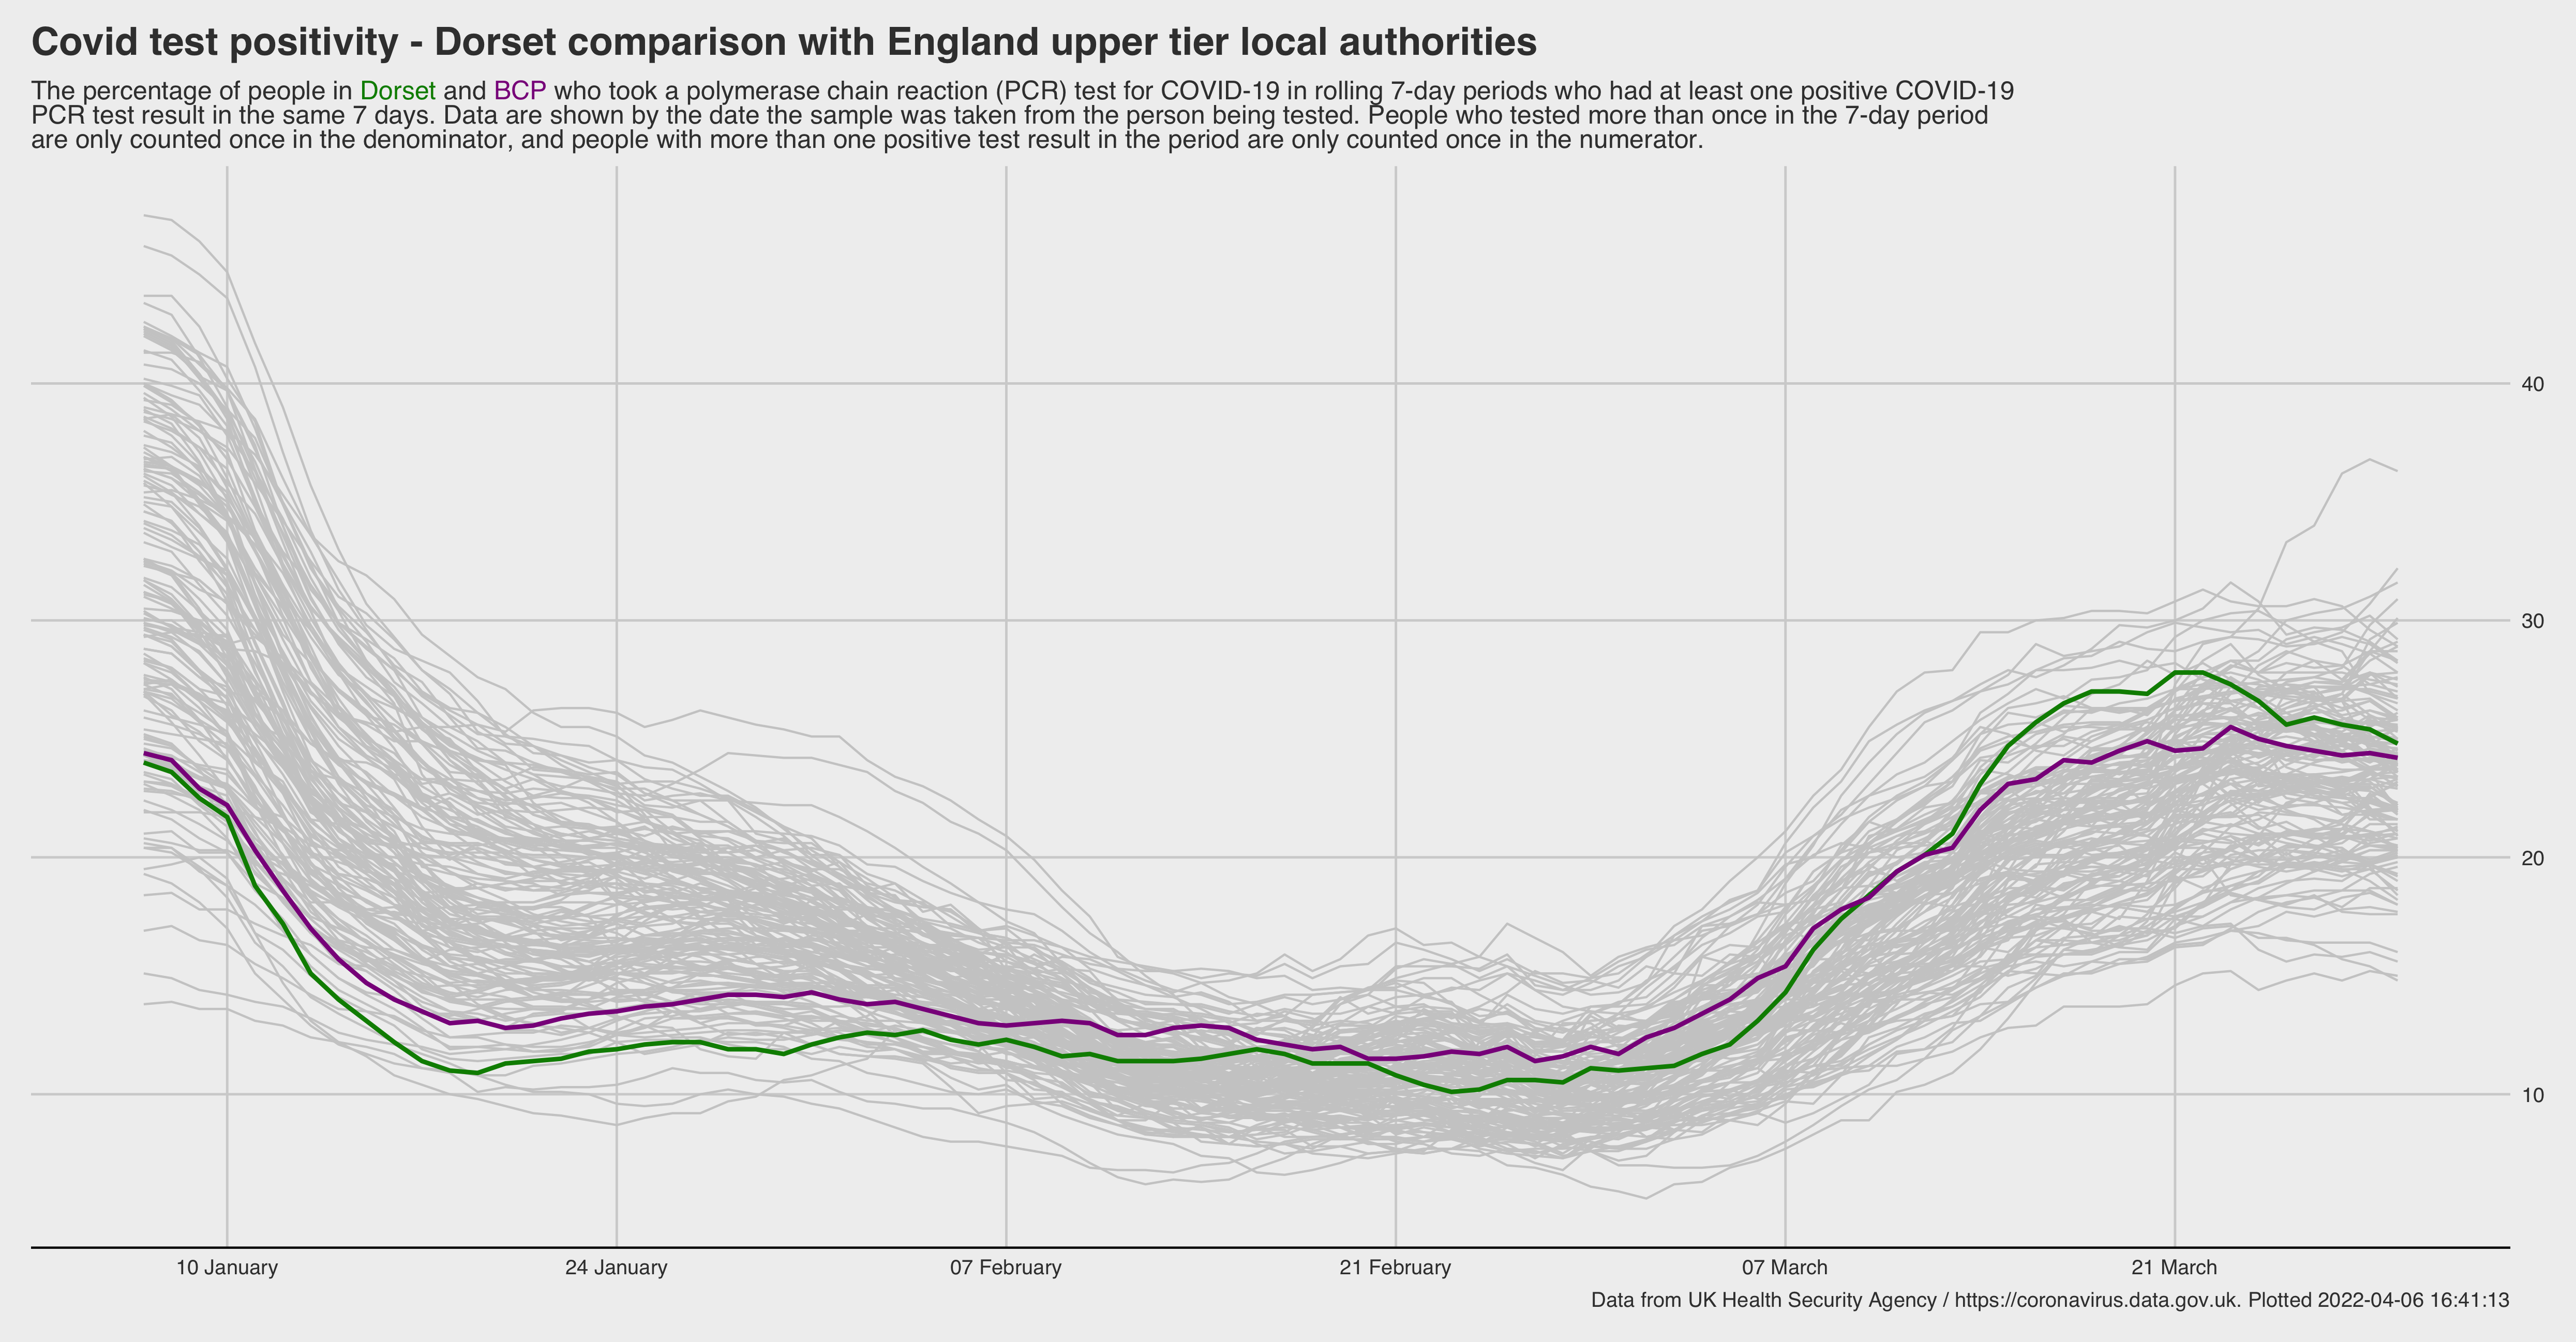 Covid test positivity - Dorset comparison with England upper tier local authorities
The percentage of people in Dorset and BCP who took a polymerase chain reaction (PCR) test for COVID-19 in rolling 7-day periods who had at least one positive COVID-19
PCR test result in the same 7 days. Data are shown by the date the sample was taken from the person being tested. People who tested more than once in the 7-day period
are only counted once in the denominator, and people with more than one positive test result in the period are only counted once in the numerator.
40
30
20
10
10 January
24 January
07 February
21 February
07 March
21 March
Data from UK Health Security Agency / https://coronavirus.data.gov.uk. Plotted 2022-04-06 16:41:13